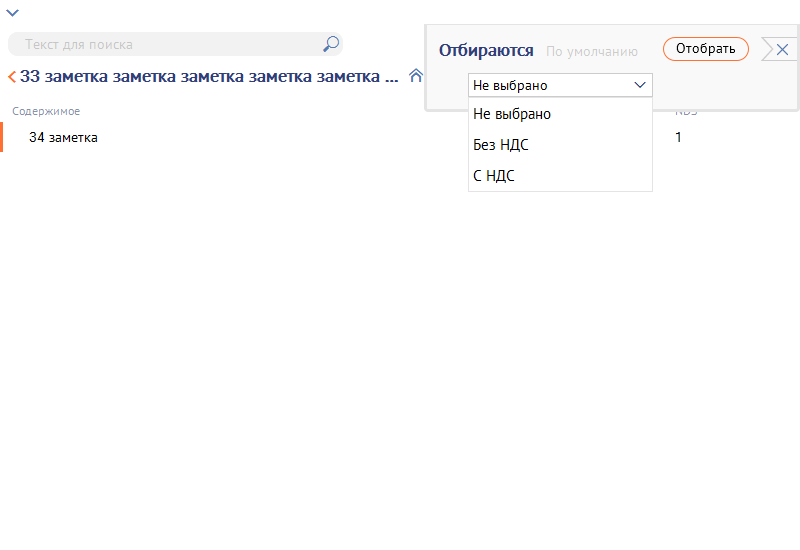 Текст для поиска
33 заметка заметка заметка заметка заметка ...
Содержимое
34 заметка
Отбираются По умолчанию Отобрать
Не выбрано
Не выбрано
Без НДС
С НДС
NDS
1